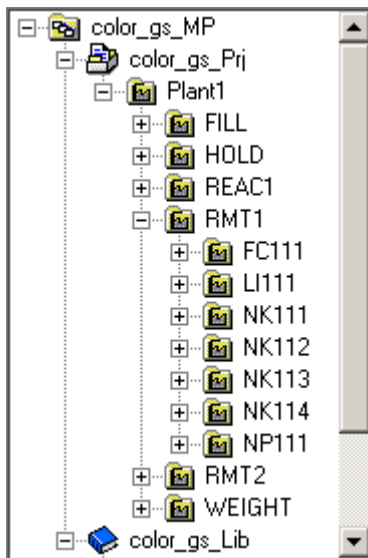 color_gs_MP
color_gs_Prj
Plant1
FILL
HOLD
REAC1
RMT1
FC111
LI111
NK111
NK112
NK113
NK114
NP111
RMT2
WEIGHT
color_gs_Lib